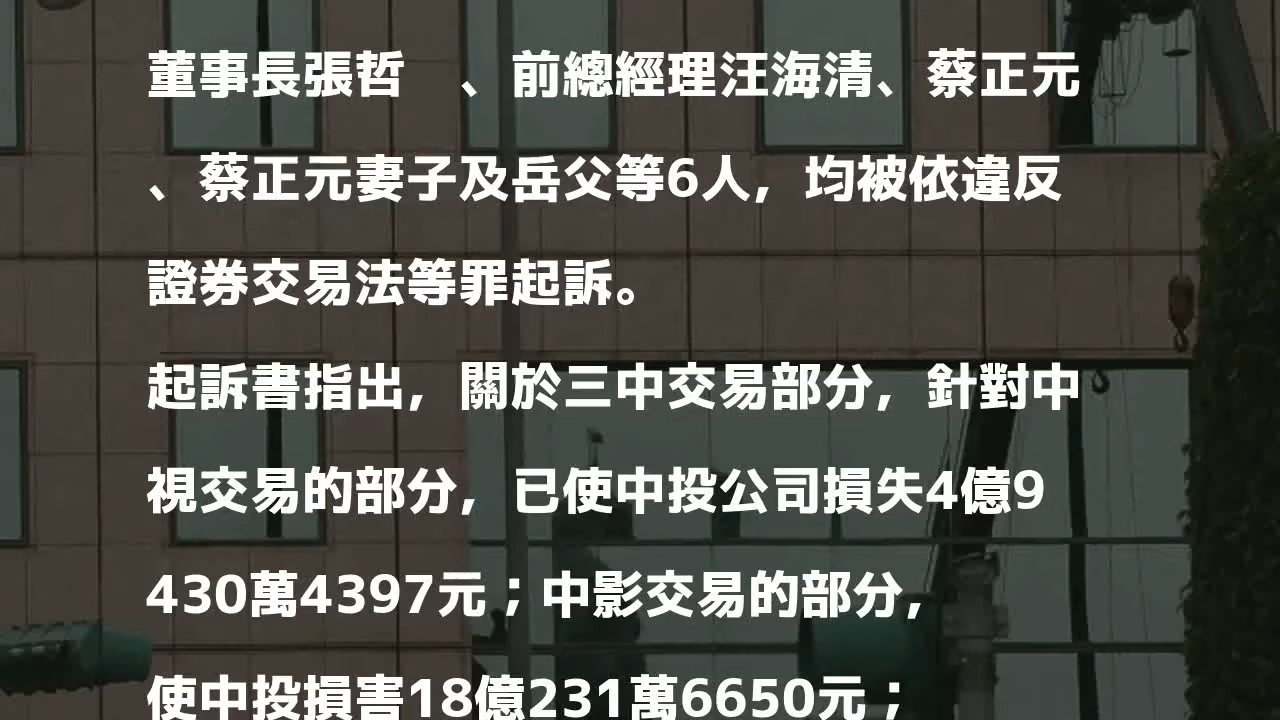 董事長張哲　、前總經理汪海清、蔡正元
、蔡正元妻子及岳父等6人，均被依違反
證券交易法等罪起訴。
起訴書指出，關於三中交易部分，針對中
視交易的部分，已使中投公司損失4億9
430萬4397元；中影交易的部分，
使中投損害18億231萬6650元；